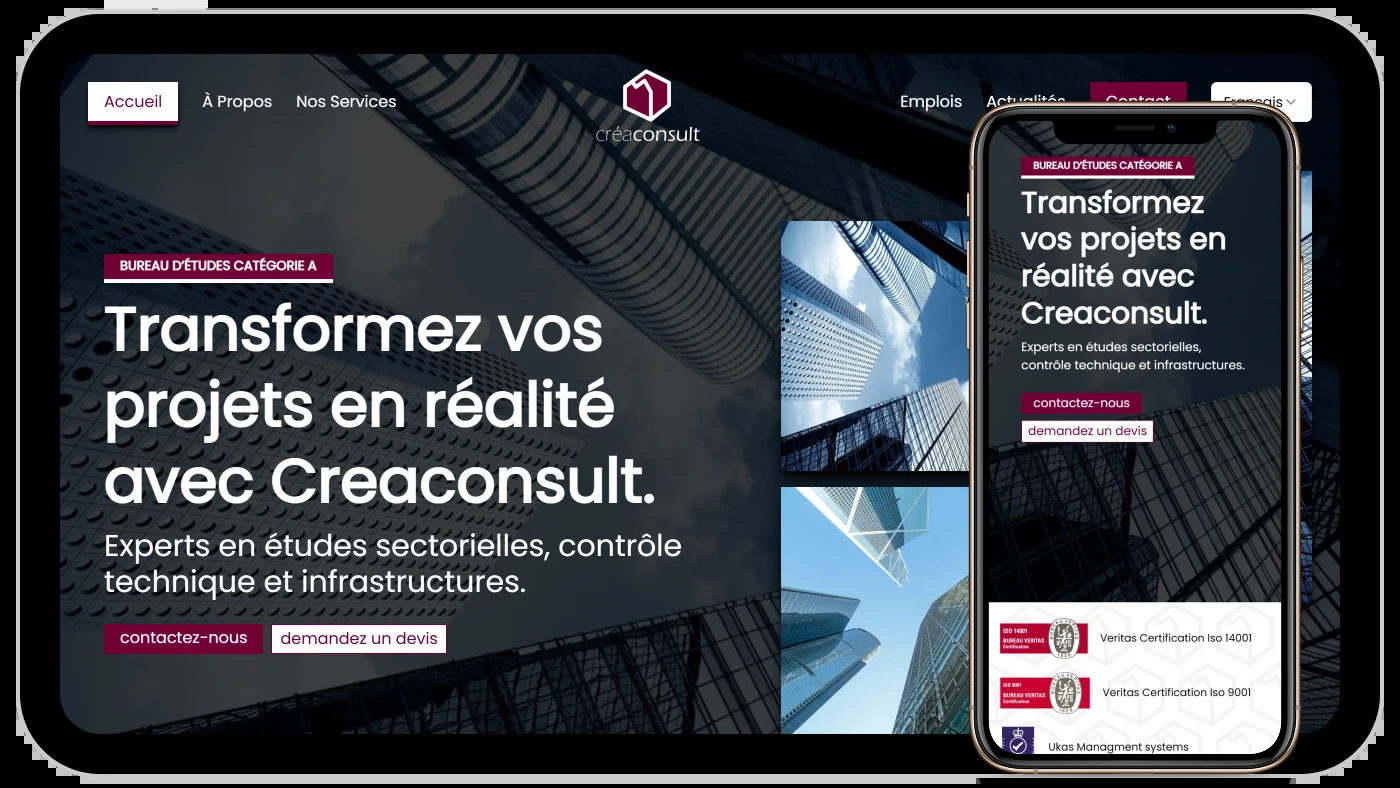 Accueil
À Propos
Nos Services
créaconsult
Emplois
Actualités
Contact
Français
BUREAU D'ÉTUDES CATÉGORIE A
Transformez vos
projets en réalité
avec Creaconsult.
Experts en études sectorielles, contrôle
technique et infrastructures.
contactez-nous
demandez un devis
BUREAU D'ÉTUDES CATÉGORIE A
Transformez
vos projets en
réalité avec
Creaconsult.
Experts en études sectorielles,
contrôle technique et infrastructures.
contactez-nous
demandez un devis
ISO 14001
BUREAU VERITAS
Certification
Veritas Certification Iso 14001
ISO 9001
BUREAU VERITAS
Certification
Veritas Certification Iso 9001
Ukas Managment systems